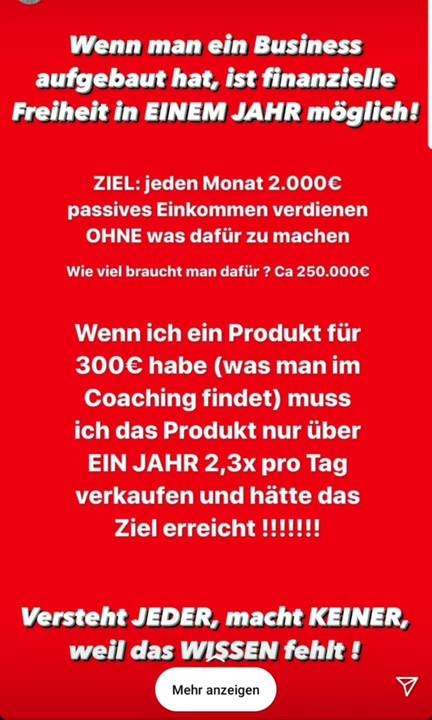 Wenn man ein Business
aufgebaut hat, ist finanzielle
Freiheit in EINEM JAHR möglich!
ZIEL: jeden Monat 2.000€
passives Einkommen verdienen
OHNE was dafür zu machen
Wie viel braucht man dafür ? Ca 250.000€
Wenn ich ein Produkt für
300€ habe (was man im
Coaching findet) muss
ich das Produkt nur über
EIN JAHR 2,3x pro Tag
verkaufen und hätte das
Ziel erreicht !!!!!!!
Versteht JEDER, macht KEINER,
weil das WISSEN fehlt !
Mehr anzeigen